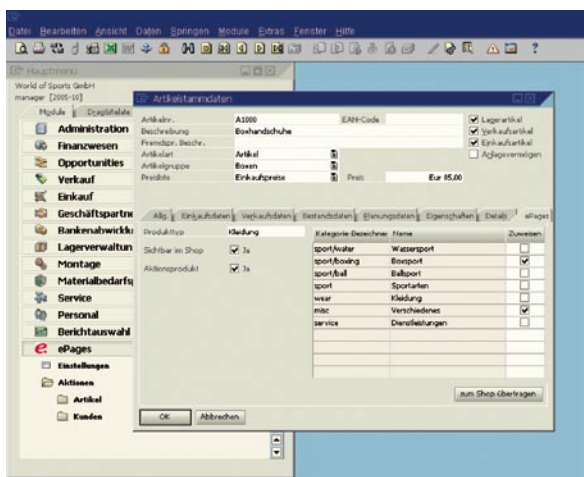 Datei Bearbeiten Ansicht Daten Springen Module Extras Fenster Hilfe
Hauptmenü
World of Sports GmbH
manager [2005-10]
Module
Administration
Finanzwesen
Opportunities
Verkauf
Einkauf
Geschäftspartne
Bankenabwicklu
Lagerverwaltun
Montage
Materialbedarfs
Service
Personal
Berichtauswahl
ePages
Einstellungen
Aktionen
Artikel
Kunden
Artikelstammdaten
Artikelnr. A1000 EAN-Code Lagerartikel
Beschreibung Boxhandschuhe Verkaufsartikel
Fremdspr. Beschr. Einkaufsartikel
Artikelart Artikel Anlagevermögen
Artikelgruppe Boxen
Preisliste Einkaufspreise Preis Eur 85,00
Allg. Einkaufsdaten Verkaufsdaten Bestandsdaten Planungsdaten Eigenschaften Details ePages
Produkttyp Kleidung
Sichtbar im Shop Ja
Aktionsprodukt Ja
Kategorie-Bezeichner Name Zuweisen
sport/water Wassersport
sport/boxing Boxsport
sport/ball Ballsport
sport Sportarten
wear Kleidung
misc Verschiedenes
service Dienstleistungen
zum Shop übertragen
OK Abbrechen